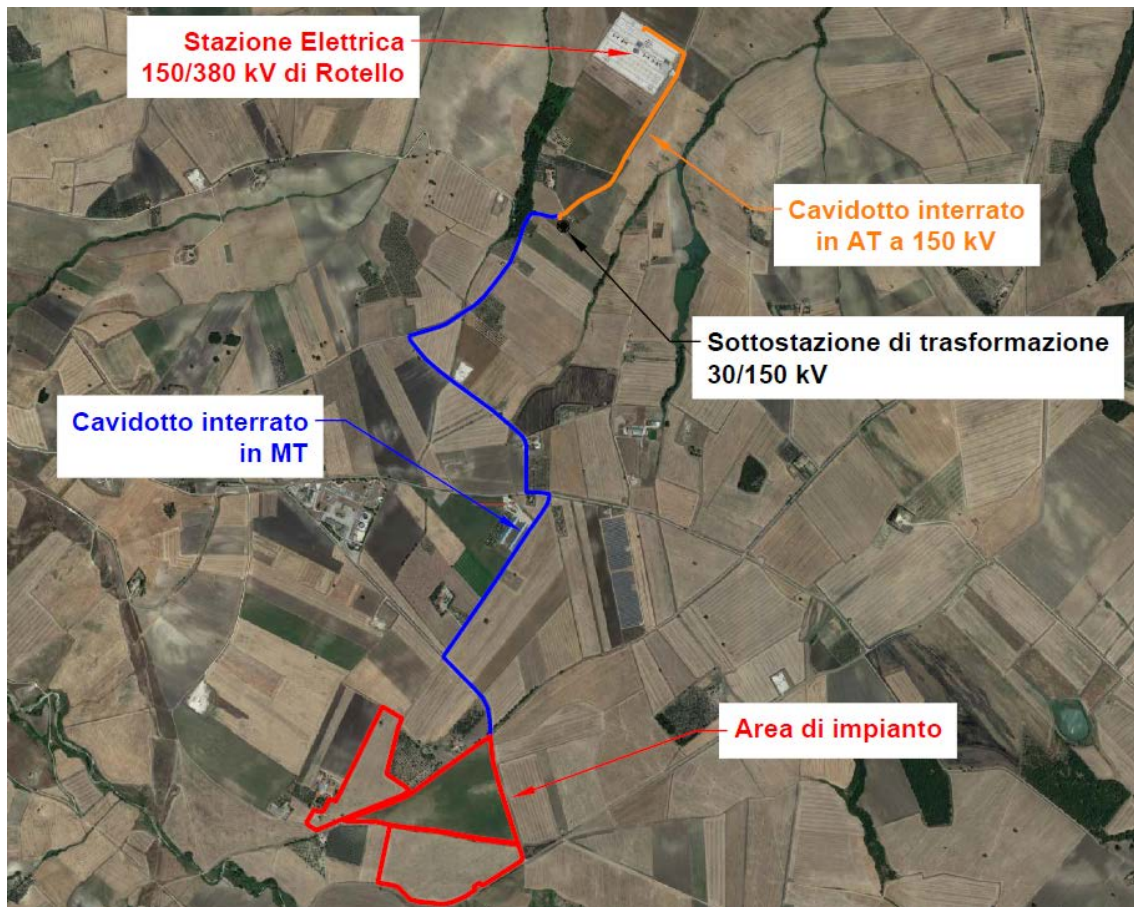 Stazione Elettrica
150/380 kV di Rotello
Cavidotto interrato
in AT a 150 kV
Sottostazione di trasformazione
30/150 kV
Cavidotto interrato
in MT
Area di impianto